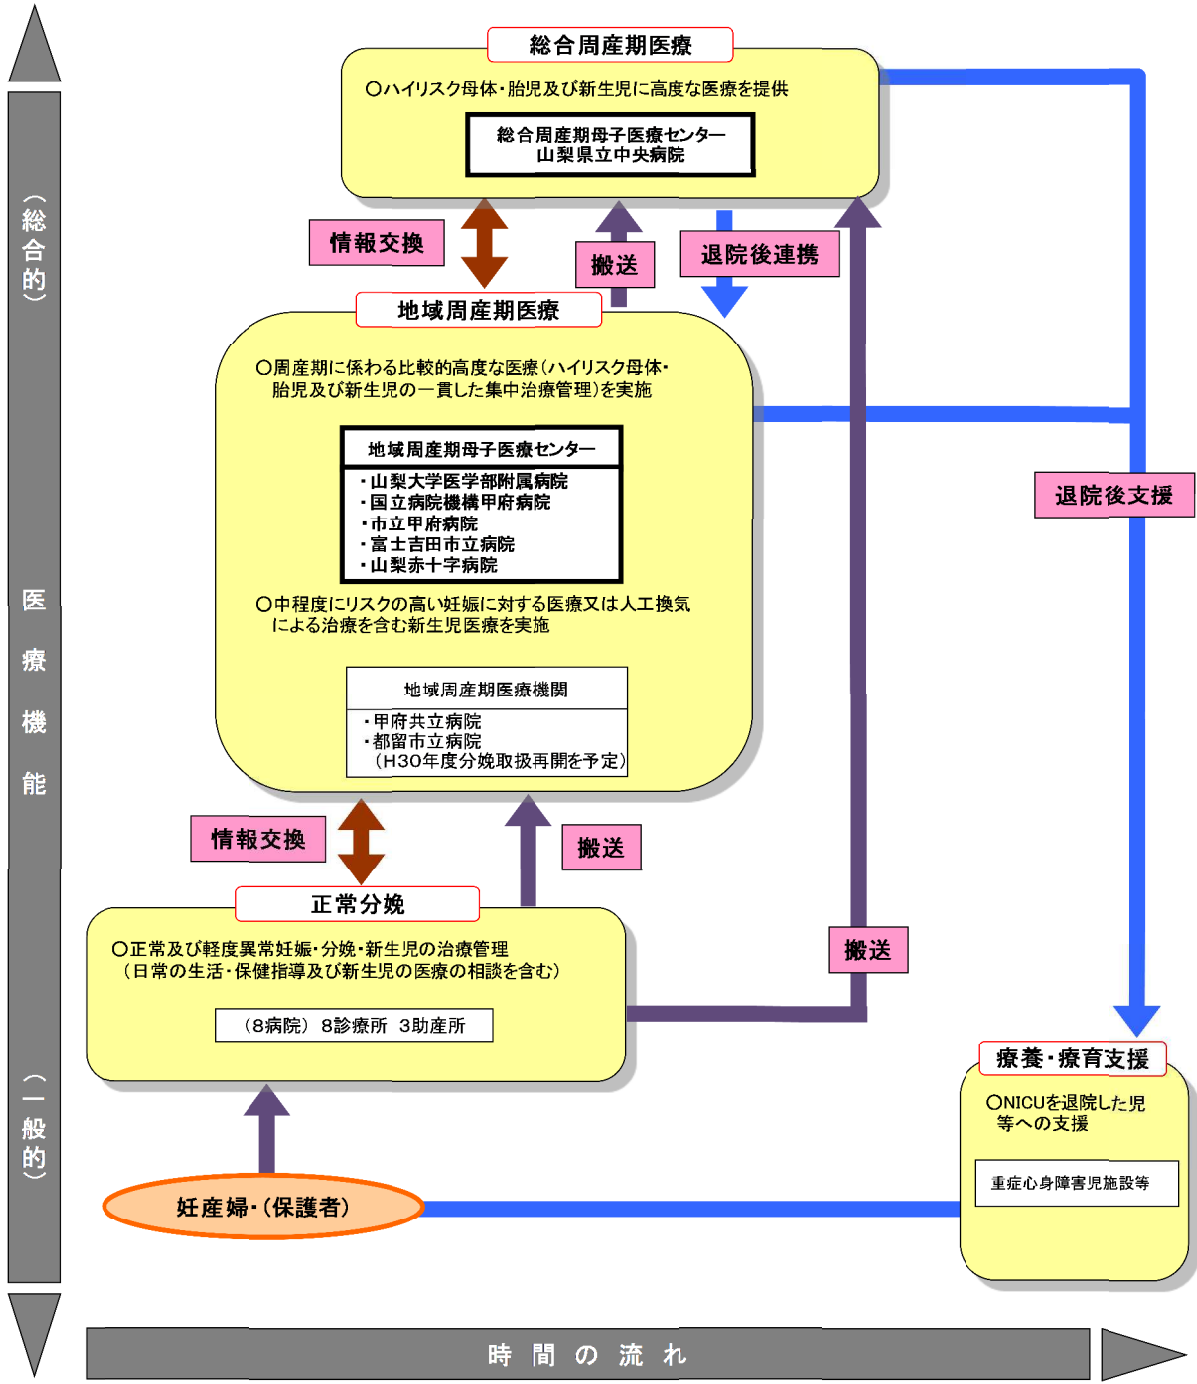 総合周産期医療
○ハイリスク母体・胎児及び新生児に高度な医療を提供
総合周産期母子医療センター
山梨県立中央病院
情報交換
搬送
退院後連携
地域周産期医療
○周産期に係わる比較的高度な医療(ハイリスク母体・
胎児及び新生児の一貫した集中治療管理)を実施
地域周産期母子医療センター
・山梨大学医学部附属病院
・国立病院機構甲府病院
・市立甲府病院
・富士吉田市立病院
・山梨赤十字病院
○中程度にリスクの高い妊娠に対する医療又は人工換気
による治療を含む新生児医療を実施
地域周産期医療機関
・甲府共立病院
・都留市立病院
(H30年度分娩取扱再開を予定)
退院後支援
情報交換
搬送
正常分娩
○正常及び軽度異常妊娠・分娩・新生児の治療管理
(日常の生活・保健指導及び新生児の医療の相談を含む)
(8病院) 8診療所 3助産所
搬送
療養・療育支援
○NICUを退院した児
等への支援
重症心身障害児施設等
妊産婦・(保護者)
(総合的)
医療機能
(一般的)
時間の流れ